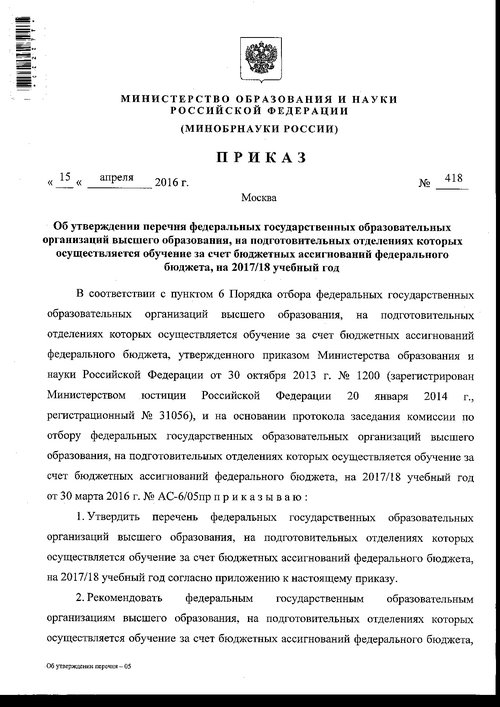 МИНИСТЕРСТВО ОБРАЗОВАНИЯ И НАУКИ
РОССИЙСКОЙ ФЕДЕРАЦИИ
(МИНОБРНАУКИ РОССИИ)
ПРИКАЗ
« 15 « апреля 2016 г. № 418
Москва
Об утверждении перечня федеральных государственных образовательных
организаций высшего образования, на подготовительных отделениях которых
осуществляется обучение за счет бюджетных ассигнований федерального
бюджета, на 2017/18 учебный год
В соответствии с пунктом 6 Порядка отбора федеральных государственных
образовательных организаций высшего образования, на подготовительных
отделениях которых осуществляется обучение за счет бюджетных ассигнований
федерального бюджета, утвержденного приказом Министерства образования и
науки Российской Федерации от 30 октября 2013 г. № 1200 (зарегистрирован
Министерством юстиции Российской Федерации 20 января 2014 г.,
регистрационный № 31056), и на основании протокола заседания комиссии по
отбору федеральных государственных образовательных организаций высшего
образования, на подготовительных отделениях которых осуществляется обучение за
счет бюджетных ассигнований федерального бюджета, на 2017/18 учебный год
от 30 марта 2016 г. № АС-6/05пр п р и к а з ы в а ю :
1. Утвердить перечень федеральных государственных образовательных
организаций высшего образования, на подготовительных отделениях которых
осуществляется обучение за счет бюджетных ассигнований федерального бюджета,
на 2017/18 учебный год согласно приложению к настоящему приказу.
2. Рекомендовать федеральным государственным образовательным
организациям высшего образования, на подготовительных отделениях которых
осуществляется обучение за счет бюджетных ассигнований федерального бюджета,
Об утверждении перечня – 05